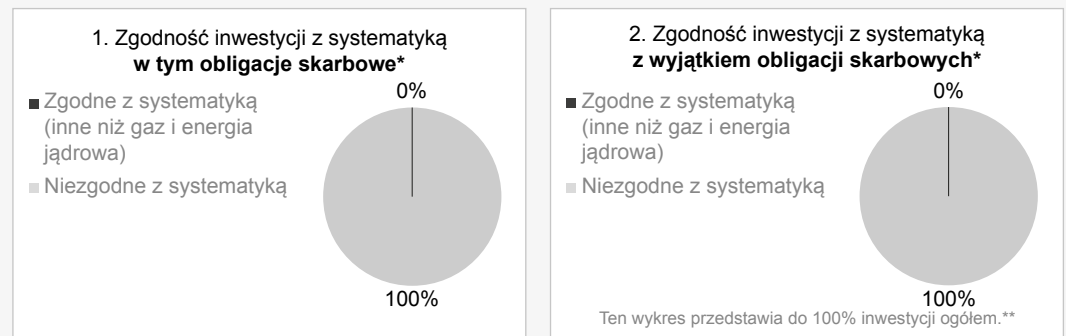 1. Zgodność inwestycji z systematyką
w tym obligacje skarbowe*
Zgodne z systematyką
(inne niż gaz i energia
jądrowa)
Niezgodne z systematyką
0%
100%
2. Zgodność inwestycji z systematyką
z wyjątkiem obligacji skarbowych*
Zgodne z systematyką
(inne niż gaz i energia
jądrowa)
Niezgodne z systematyką
0%
100%
Ten wykres przedstawia do 100% inwestycji ogółem.**